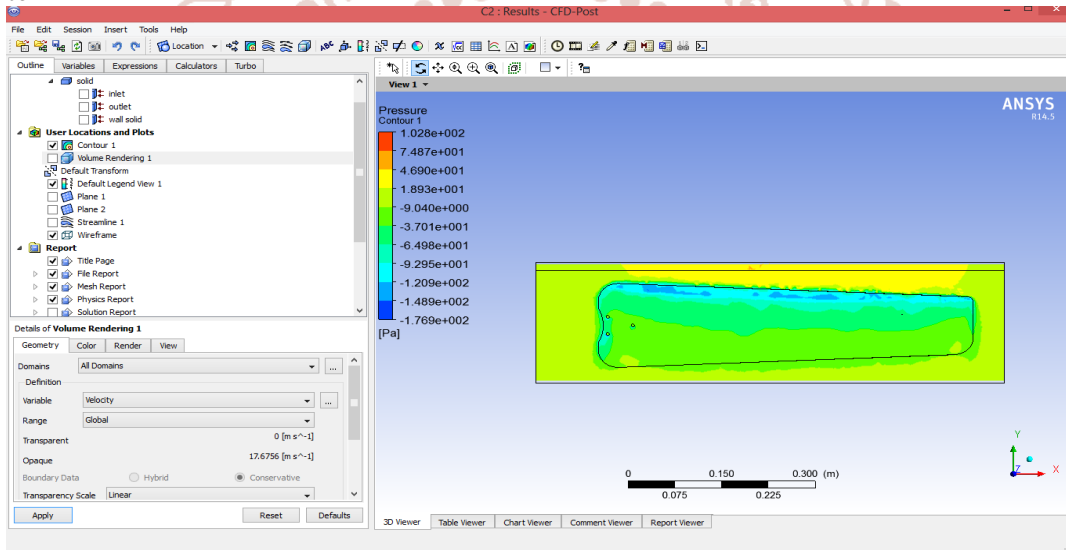 C2 : Results - CFD-Post
File Edit Session Insert Tools Help
Location
Outline Variables Expressions Calculators Turbo
solid
inlet
outlet
wall solid
User Locations and Plots
Contour 1
Volume Rendering 1
Default Transform
Default Legend View 1
Plane 1
Plane 2
Streamline 1
Wireframe
Report
Title Page
File Report
Mesh Report
Physics Report
Solution Report
Details of Volume Rendering 1
Geometry Color Render View
Domains All Domains ...
Definition
Variable Velocity ...
Range Global
Transparent 0 [m s^-1]
Opaque 17.6756 [m s^-1]
Boundary Data Hybrid Conservative
Transparency Scale Linear
Apply Reset Defaults
View 1
Pressure
Contour 1
1.028e+002
7.487e+001
4.690e+001
1.893e+001
-9.040e+000
-3.701e+001
-6.498e+001
-9.295e+001
-1.209e+002
-1.489e+002
-1.769e+002
[Pa]
ANSYS
R14.5
Y
Z X
0 0.150 0.300 (m)
0.075 0.225
3D Viewer Table Viewer Chart Viewer Comment Viewer Report Viewer